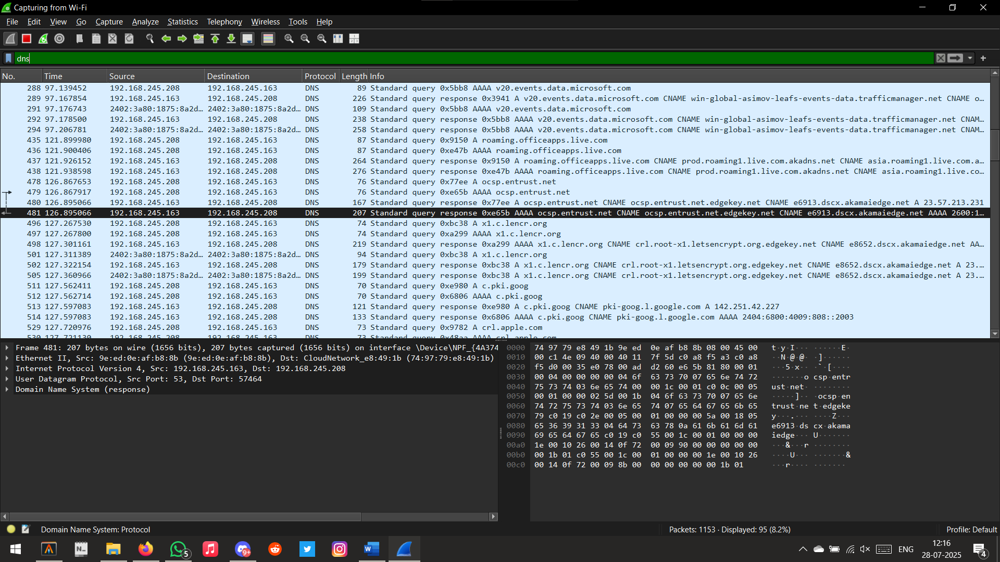 Capturing from Wi-Fi
File Edit View Go Capture Analyze Statistics Telephony Wireless Tools Help
dns
No. Time Source Destination Protocol Length Info
288 97.139452 192.168.245.208 192.168.245.163 DNS 89 Standard query 0x5bb8 AAAA v20.events.data.microsoft.com
289 97.167854 192.168.245.163 192.168.245.208 DNS 226 Standard query response 0x3941 A v20.events.data.microsoft.com CNAME win-global-asimov-leafs-events-data.trafficmanager.net CNAME o…
291 97.176743 2402:3a80:1875:8a2d… 2402:3a80:1875:8a2d… DNS 109 Standard query 0x5bb8 AAAA v20.events.data.microsoft.com
292 97.178500 192.168.245.163 192.168.245.208 DNS 238 Standard query response 0x5bb8 AAAA v20.events.data.microsoft.com CNAME win-global-asimov-leafs-events-data.trafficmanager.net CNAM…
294 97.206781 2402:3a80:1875:8a2d… 2402:3a80:1875:8a2d… DNS 258 Standard query response 0x5bb8 AAAA v20.events.data.microsoft.com CNAME win-global-asimov-leafs-events-data.trafficmanager.net CNAM…
435 121.899980 192.168.245.208 192.168.245.163 DNS 87 Standard query 0x9150 A roaming.officeapps.live.com
436 121.900406 192.168.245.208 192.168.245.163 DNS 87 Standard query 0xe47b AAAA roaming.officeapps.live.com
437 121.926152 192.168.245.163 192.168.245.208 DNS 264 Standard query response 0x9150 A roaming.officeapps.live.com CNAME prod.roaming1.live.com.akadns.net CNAME asia.roaming1.live.com.a…
438 121.938598 192.168.245.163 192.168.245.208 DNS 276 Standard query response 0xe47b AAAA roaming.officeapps.live.com CNAME prod.roaming1.live.com.akadns.net CNAME asia.roaming1.live.co…
478 126.867653 192.168.245.208 192.168.245.163 DNS 76 Standard query 0x77ee A ocsp.entrust.net
479 126.867917 192.168.245.208 192.168.245.163 DNS 76 Standard query 0xe65b AAAA ocsp.entrust.net
480 126.895066 192.168.245.163 192.168.245.208 DNS 167 Standard query response 0x77ee A ocsp.entrust.net CNAME ocsp.entrust.net.edgekey.net CNAME e6913.dscx.akamaiedge.net A 23.57.213.231
481 126.895066 192.168.245.163 192.168.245.208 DNS 207 Standard query response 0xe65b AAAA ocsp.entrust.net CNAME ocsp.entrust.net.edgekey.net CNAME e6913.dscx.akamaiedge.net AAAA 2600:1…
496 127.267530 192.168.245.208 192.168.245.163 DNS 74 Standard query 0xbc38 A x1.c.lencr.org
497 127.267800 192.168.245.208 192.168.245.163 DNS 74 Standard query 0xa299 AAAA x1.c.lencr.org
498 127.301161 192.168.245.163 192.168.245.208 DNS 219 Standard query response 0xa299 AAAA x1.c.lencr.org CNAME crl.root-x1.letsencrypt.org.edgekey.net CNAME e8652.dscx.akamaiedge.net AA…
501 127.311389 2402:3a80:1875:8a2d… 2402:3a80:1875:8a2d… DNS 94 Standard query 0xbc38 A x1.c.lencr.org
502 127.322154 192.168.245.163 192.168.245.208 DNS 179 Standard query response 0xbc38 A x1.c.lencr.org CNAME crl.root-x1.letsencrypt.org.edgekey.net CNAME e8652.dscx.akamaiedge.net A 23.…
505 127.360966 2402:3a80:1875:8a2d… 2402:3a80:1875:8a2d… DNS 199 Standard query response 0xbc38 A x1.c.lencr.org CNAME crl.root-x1.letsencrypt.org.edgekey.net CNAME e8652.dscx.akamaiedge.net A 23.…
511 127.562411 192.168.245.208 192.168.245.163 DNS 70 Standard query 0xe980 A c.pki.goog
512 127.562714 192.168.245.208 192.168.245.163 DNS 70 Standard query 0x6806 AAAA c.pki.goog
513 127.597083 192.168.245.163 192.168.245.208 DNS 121 Standard query response 0xe980 A c.pki.goog CNAME pki-goog.l.google.com A 142.251.42.227
514 127.597083 192.168.245.163 192.168.245.208 DNS 133 Standard query response 0x6806 AAAA c.pki.goog CNAME pki-goog.l.google.com AAAA 2404:6800:4009:808::2003
529 127.720976 192.168.245.208 192.168.245.163 DNS 73 Standard query 0x9782 A crl.apple.com
530 127.721130 192.168.245.208 192.168.245.163 DNS 73 Standard query 0x48aa AAAA crl.apple.com
Frame 481: 207 bytes on wire (1656 bits), 207 bytes captured (1656 bits) on interface \Device\NPF_{4A374
Ethernet II, Src: 9e:ed:0e:af:b8:8b (9e:ed:0e:af:b8:8b), Dst: CloudNetwork_e8:49:1b (74:97:79:e8:49:1b)
Internet Protocol Version 4, Src: 192.168.245.163, Dst: 192.168.245.208
User Datagram Protocol, Src Port: 53, Dst Port: 57464
Domain Name System (response)
0000 74 97 79 e8 49 1b 9e ed 0e af b8 8b 08 00 45 00 t·y·I··· ······E·
0010 00 c1 4e 09 40 00 40 11 7f 5d c0 a8 f5 a3 c0 a8 ··N·@·@· ·]······
0020 f5 d0 00 35 e0 78 00 ad d2 60 e6 5b 81 80 00 01 ···5·x·· ·`·[····
0030 00 04 00 00 00 00 04 6f 63 73 70 07 65 6e 74 72 ·······o csp·entr
0040 75 73 74 03 6e 65 74 00 00 1c 00 01 c0 0c 00 05 ust·net· ········
0050 00 01 00 00 02 5d 00 1b 04 6f 63 73 70 07 65 6e ·····]·· ·ocsp·en
0060 74 72 75 73 74 03 6e 65 74 07 65 64 67 65 6b 65 trust·ne t·edgeke
0070 79 c0 19 c0 2e 00 05 00 01 00 00 00 5a 00 18 05 y···.··· ····Z···
0080 65 36 39 31 33 04 64 73 63 78 0a 61 6b 61 6d 61 e6913·ds cx·akama
0090 69 65 64 67 65 c0 19 c0 55 00 1c 00 01 00 00 00 iedge··· U·······
00a0 1e 00 10 26 00 14 0f 72 00 09 90 00 00 00 00 00 ···&···r ········
00b0 00 1b 01 c0 55 00 1c 00 01 00 00 00 1e 00 10 26 ····U··· ·······&
00c0 00 14 0f 72 00 09 8b 00 00 00 00 00 00 1b 01 ···r···· ·······
Domain Name System: Protocol
Packets: 1153 · Displayed: 95 (8.2%)
Profile: Default
N
5
9+
W
ENG
12:16
28-07-2025
4